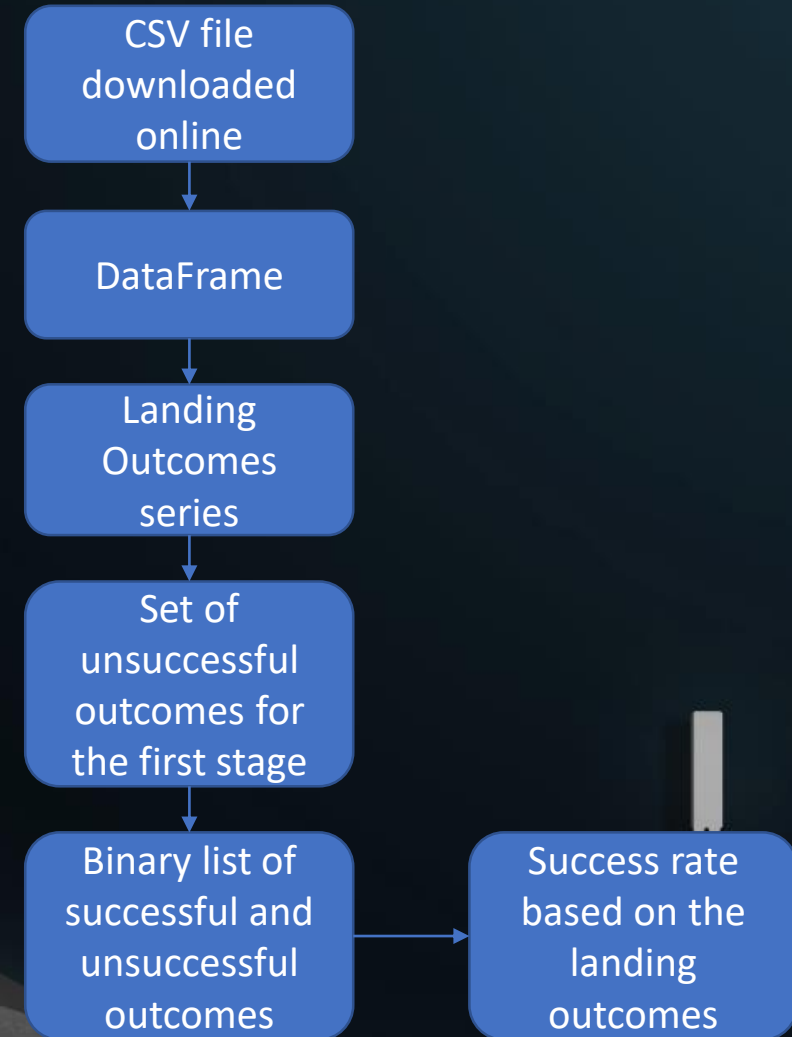 CSV file
downloaded
online
DataFrame
Landing
Outcomes
series
Set of
unsuccessful
outcomes for
the first stage
Binary list of
successful and
unsuccessful
outcomes
Success rate
based on the
landing
outcomes